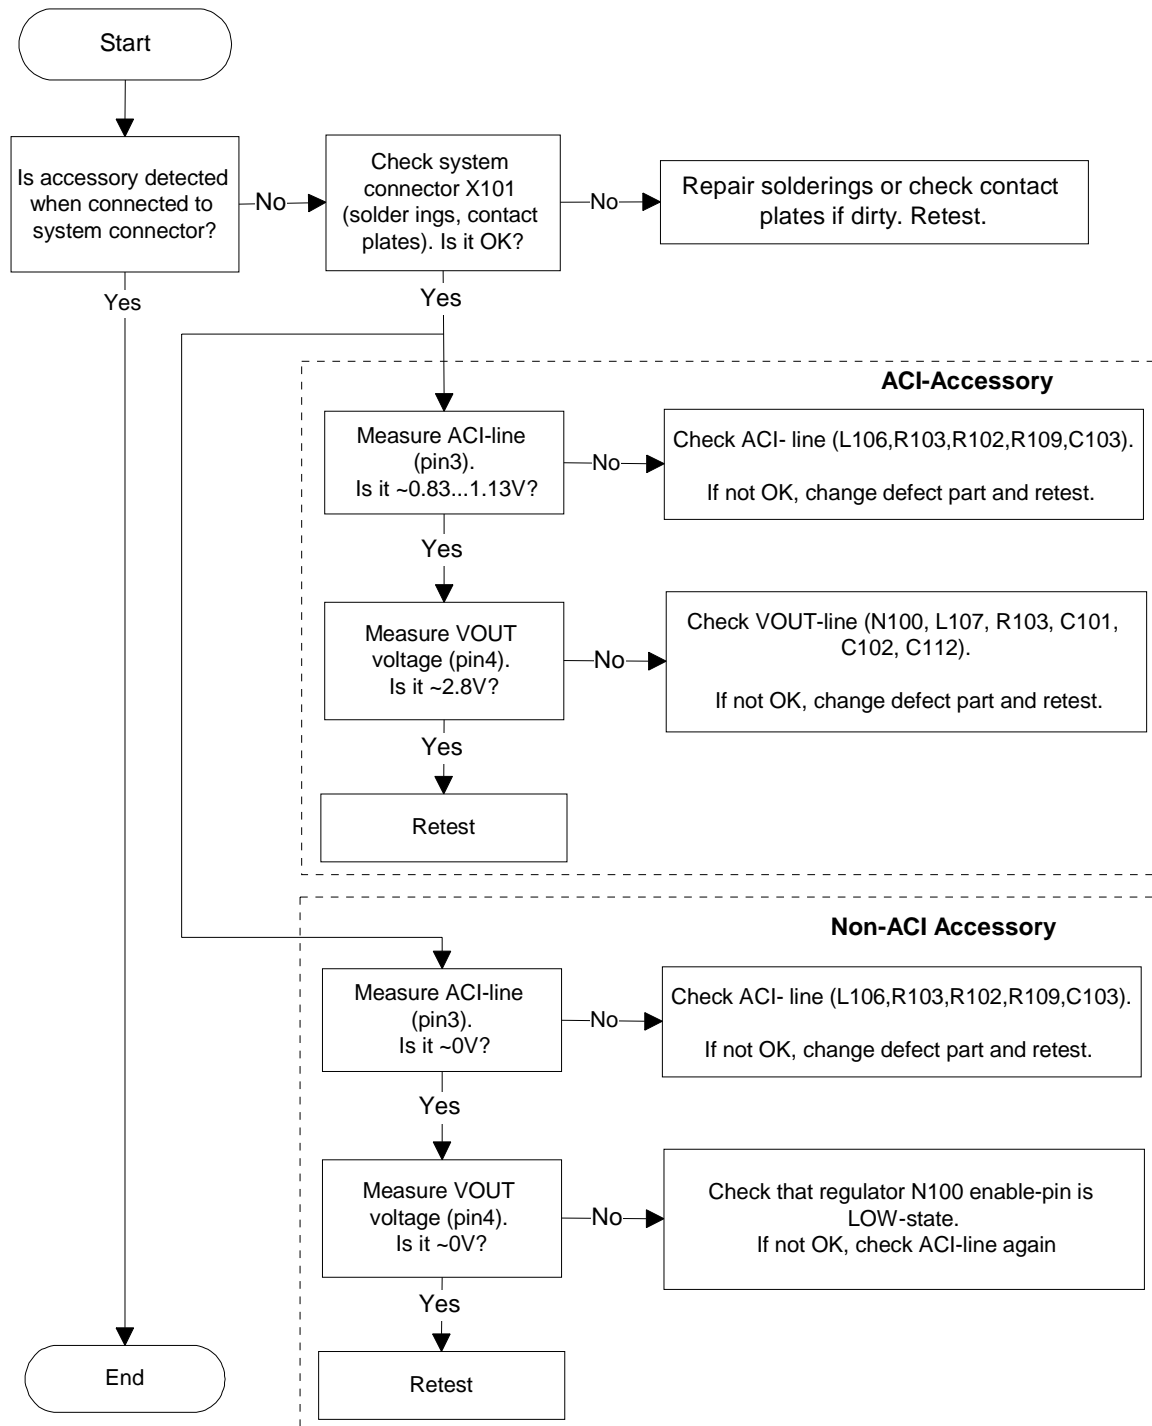 Start
Is accessory detected
when connected to
system connector?
No
Check system
connector X101
(solder ings, contact
plates). Is it OK?
No
Repair solderings or check contact
plates if dirty. Retest.
Yes
Yes
ACI-Accessory
Measure ACI-line
(pin3).
Is it ~0.83...1.13V?
No
Check ACI- line (L106,R103,R102,R109,C103).
If not OK, change defect part and retest.
Yes
Measure VOUT
voltage (pin4).
Is it ~2.8V?
No
Check VOUT-line (N100, L107, R103, C101,
C102, C112).
If not OK, change defect part and retest.
Yes
Retest
Non-ACI Accessory
Measure ACI-line
(pin3).
Is it ~0V?
No
Check ACI- line (L106,R103,R102,R109,C103).
If not OK, change defect part and retest.
Yes
Measure VOUT
voltage (pin4).
Is it ~0V?
No
Check that regulator N100 enable-pin is
LOW-state.
If not OK, check ACI-line again
Yes
Retest
End